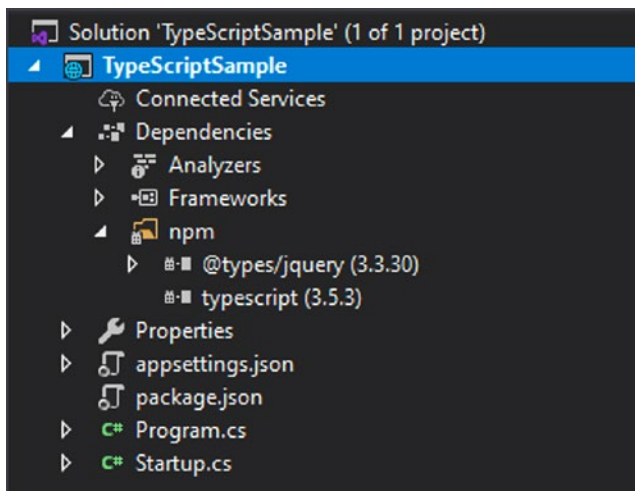 Solution 'TypeScriptSample' (1 of 1 project)
TypeScriptSample
Connected Services
Dependencies
Analyzers
Frameworks
npm
@types/jquery (3.3.30)
typescript (3.5.3)
Properties
appsettings.json
package.json
C# Program.cs
C# Startup.cs